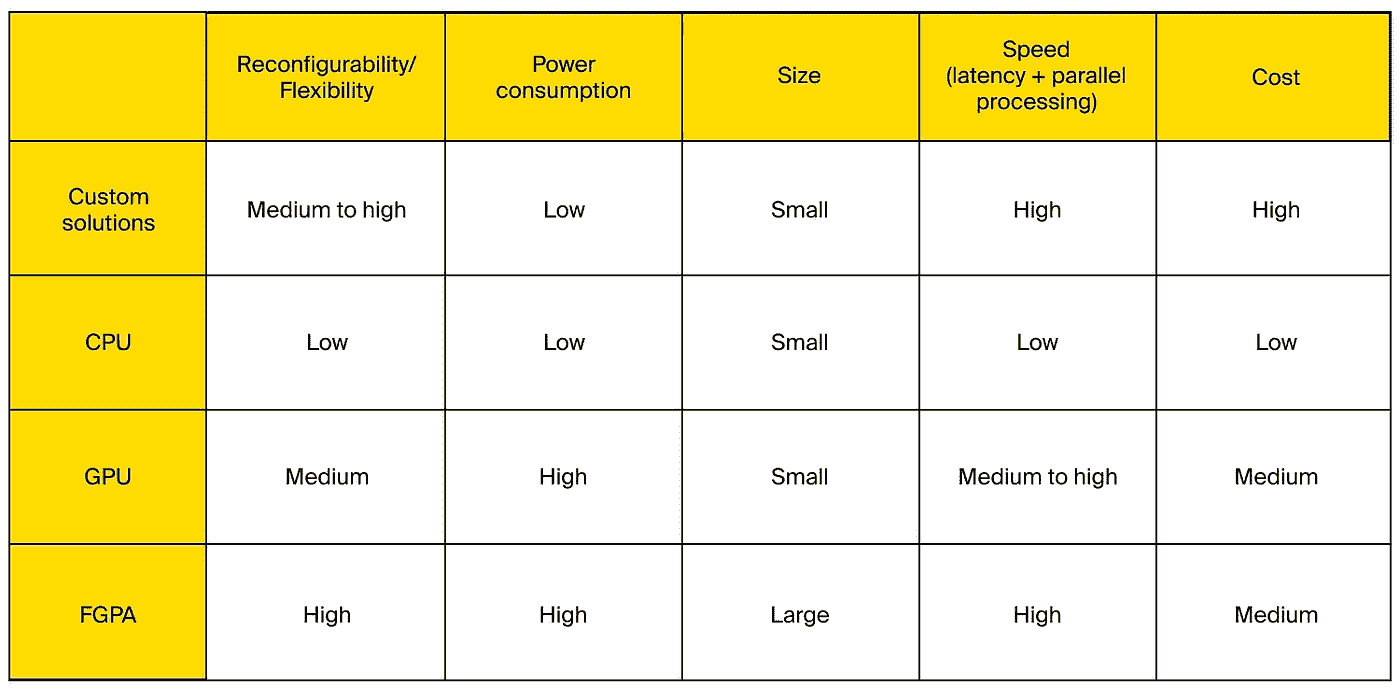 Reconfigurability/
Flexibility
Power
consumption
Size
Speed
(latency + parallel
processing)
Cost
Custom
solutions
Medium to high
Low
Small
High
High
CPU
Low
Low
Small
Low
Low
GPU
Medium
High
Small
Medium to high
Medium
FGPA
High
High
Large
High
Medium